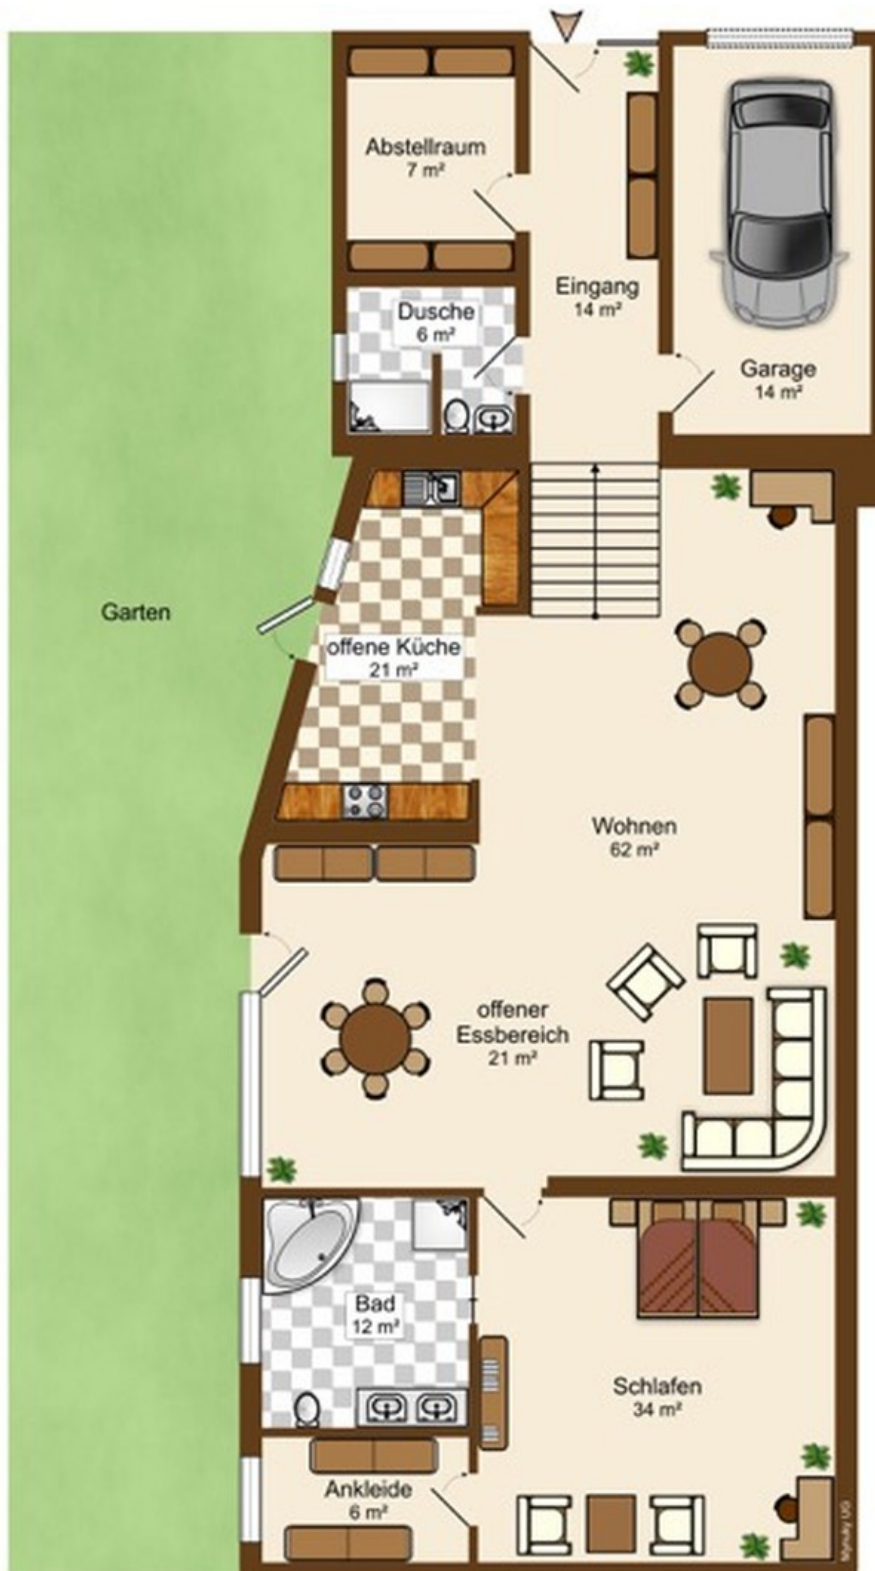 Abstellraum
7 m²
Eingang
14 m²
Dusche
6 m²
Garage
14 m²
Garten
offene Küche
21 m²
Wohnen
62 m²
offener
Essbereich
21 m²
Bad
12 m²
Schlafen
34 m²
Ankleide
6 m²